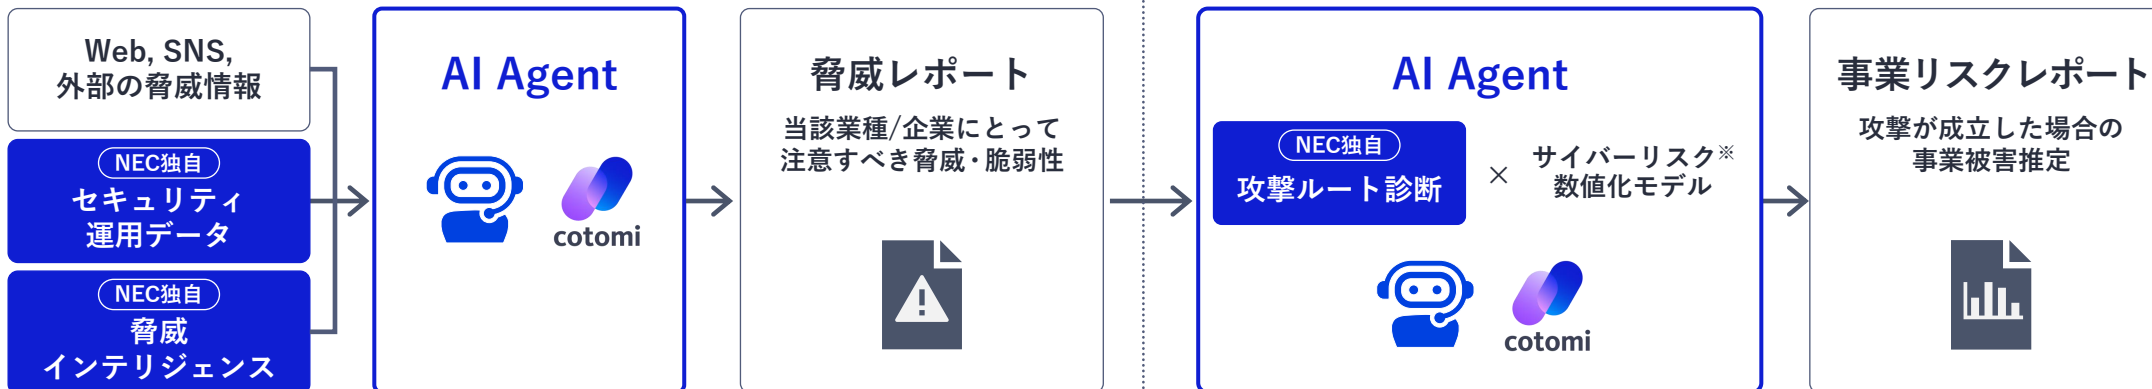 Web, SNS,
外部の脅威情報
NEC独自
セキュリティ
運用データ
NEC独自
脅威
インテリジェンス
AI Agent
cotomi
脅威レポート
当該業種/企業にとって
注意すべき脅威・脆弱性
AI Agent
NEC独自
攻撃ルート診断
×
サイバーリスク※
数値化モデル
cotomi
事業リスクレポート
攻撃が成立した場合の
事業被害推定